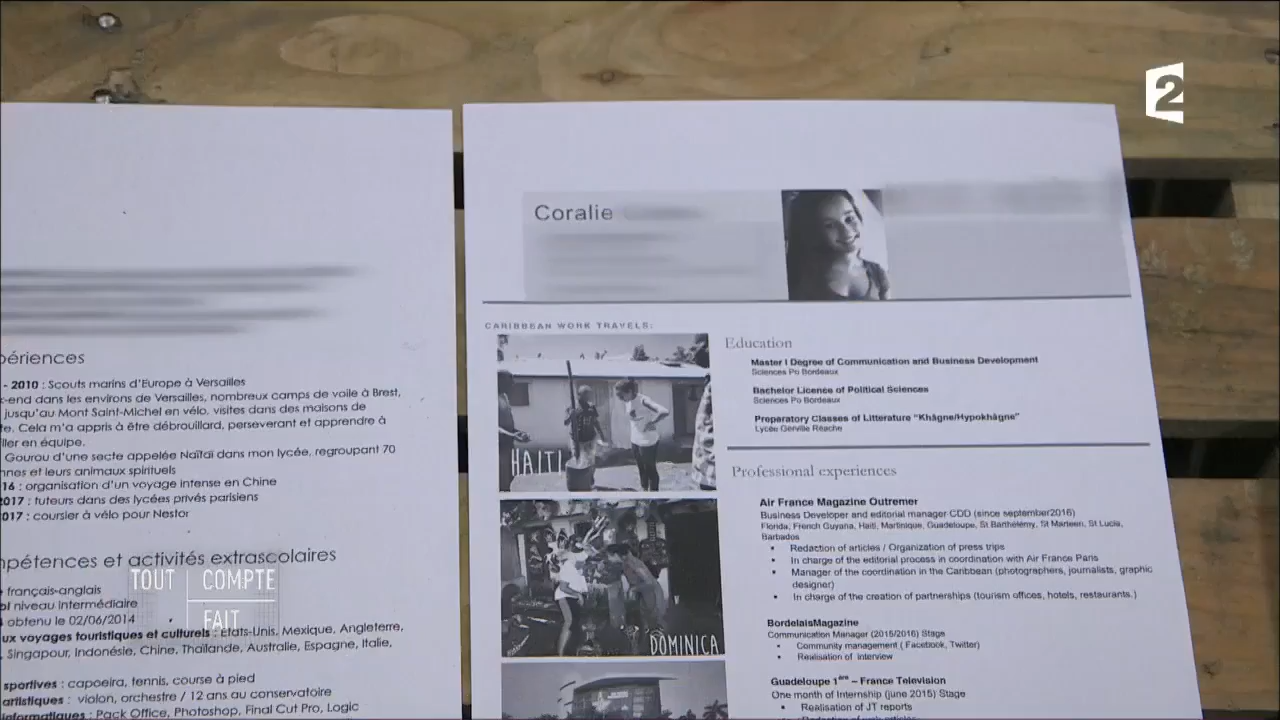 2
périences
- 2010 : Scouts marins d'Europe à Versailles
-end dans les environs de Versailles, nombreux camps de voile à Brest,
jusqu'au Mont Saint-Michel en vélo, visites dans des maisons de
te. Cela m'a appris à être débrouillard, perseverant et apprendre à
ller en équipe.
Gourou d'une secte appelée Naïtaï dans mon lycée, regroupant 70
nnes et leurs animaux spirituels
16 : organisation d'un voyage intense en Chine
2017 : tuteurs dans des lycées privés parisiens
2017 : coursier à vélo pour Nestor
mpétences et activités extrascolaires
français-anglais
niveau intermédiaire
obtenu le 02/06/2014
ux voyages touristiques et culturels : États-Unis, Mexique, Angleterre,
Singapour, Indonésie, Chine, Thaïlande, Australie, Espagne, Italie,
sportives : capoeira, tennis, course à pied
artistiques : violon, orchestre / 12 ans au conservatoire
informatiques : Pack Office, Photoshop, Final Cut Pro, Logic
TOUT COMPTE
FAIT
Coralie
CARIBBEAN WORK TRAVELS:
HAITI
DOMINICA
Education
Master I Degree of Communication and Business Development
Sciences Po Bordeaux
Bachelor Licence of Political Sciences
Sciences Po Bordeaux
Preparatory Classes of Litterature "Khâgne/Hypokhâgne"
Lycée Gerville Réache
Professional experiences
Air France Magazine Outremer
Business Developer and editorial manager CDD (since september2016)
Florida, French Guyana, Haiti, Martinique, Guadeloupe, St Barthélémy, St Marteen, St Lucia,
Barbados
• Redaction of articles / Organization of press trips
• In charge of the editorial process in coordination with Air France Paris
• Manager of the coordination in the Caribbean (photographers, journalists, graphic
designer)
• In charge of the creation of partnerships (tourism offices, hotels, restaurants.)
BordelaisMagazine
Communication Manager (2015/2016) Stage
• Community management ( Facebook, Twitter)
• Realisation of interview
Guadeloupe 1ère – France Television
One month of Internship (june 2015) Stage
• Realisation of JT reports